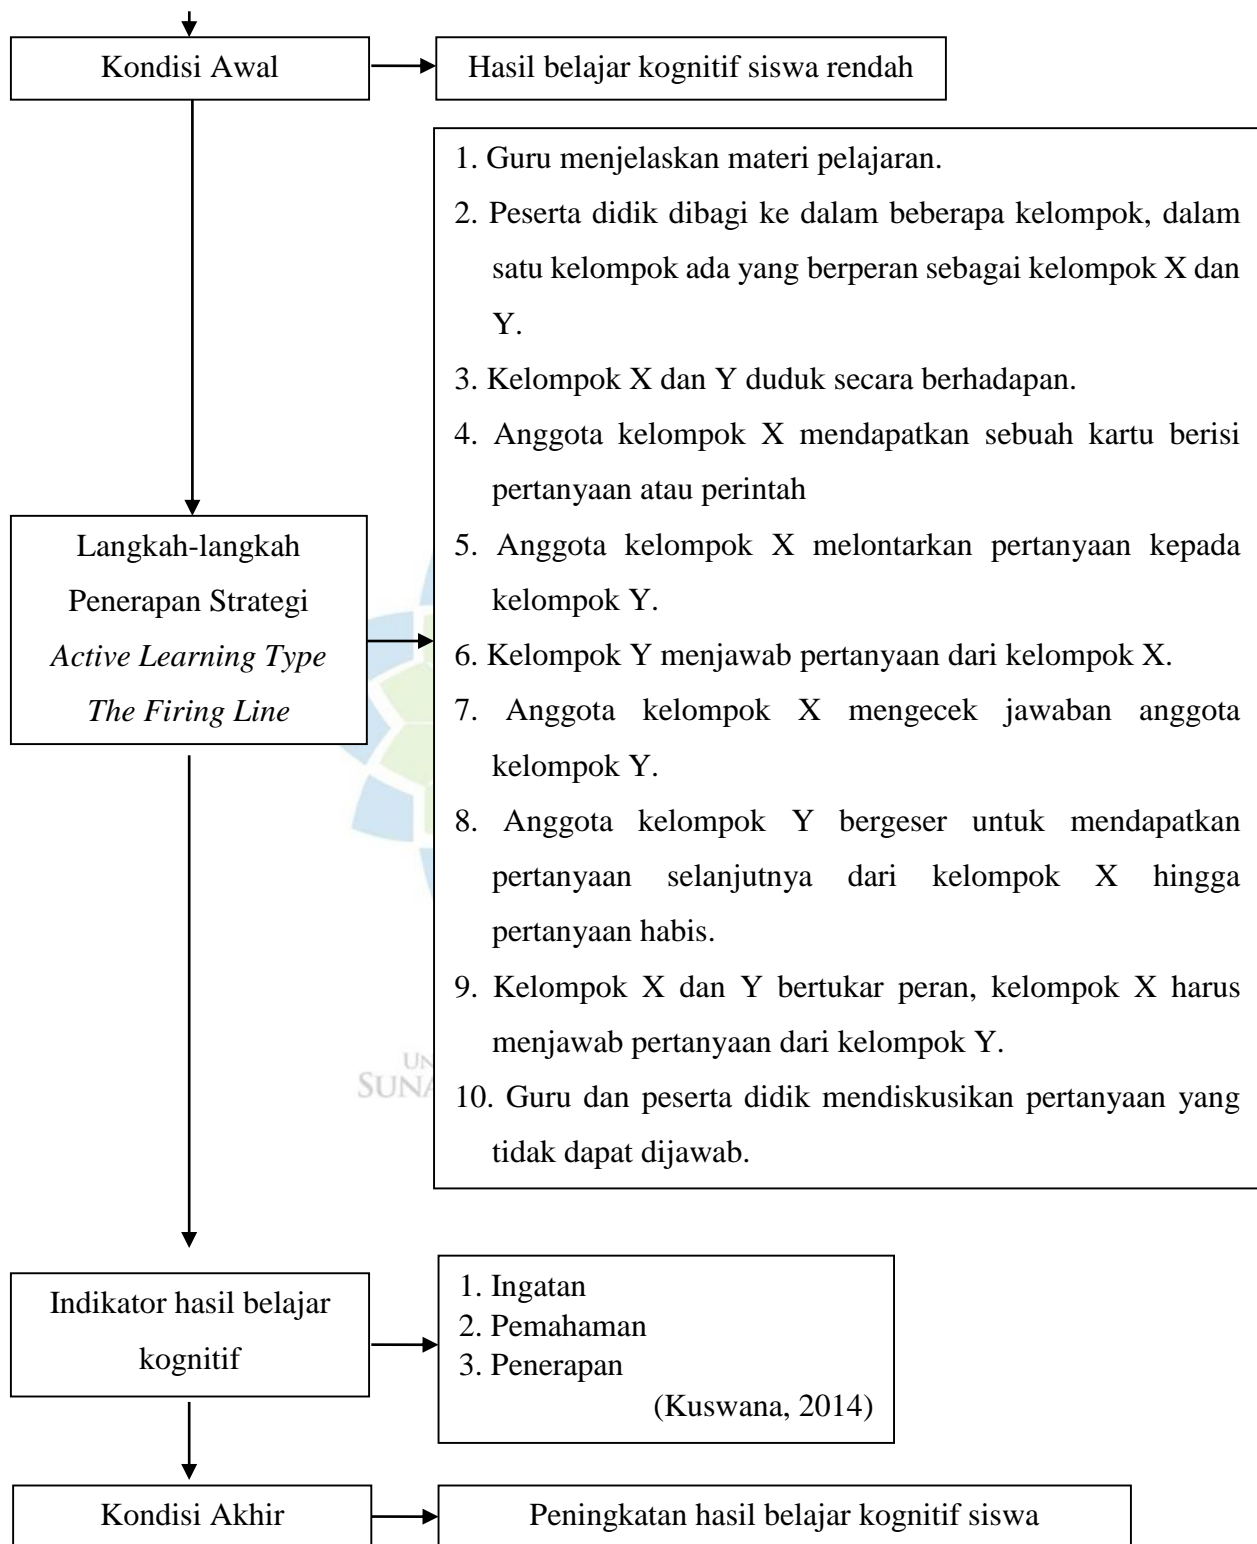 Kondisi Awal
Hasil belajar kognitif siswa rendah
Langkah-langkah
Penerapan Strategi
Active Learning Type
The Firing Line
1. Guru menjelaskan materi pelajaran.
2. Peserta didik dibagi ke dalam beberapa kelompok, dalam
satu kelompok ada yang berperan sebagai kelompok X dan
Y.
3. Kelompok X dan Y duduk secara berhadapan.
4. Anggota kelompok X mendapatkan sebuah kartu berisi
pertanyaan atau perintah
5. Anggota kelompok X melontarkan pertanyaan kepada
kelompok Y.
6. Kelompok Y menjawab pertanyaan dari kelompok X.
7. Anggota kelompok X mengecek jawaban anggota
kelompok Y.
8. Anggota kelompok Y bergeser untuk mendapatkan
pertanyaan selanjutnya dari kelompok X hingga
pertanyaan habis.
9. Kelompok X dan Y bertukar peran, kelompok X harus
menjawab pertanyaan dari kelompok Y.
10. Guru dan peserta didik mendiskusikan pertanyaan yang
tidak dapat dijawab.
Indikator hasil belajar
kognitif
1. Ingatan
2. Pemahaman
3. Penerapan
(Kuswana, 2014)
Kondisi Akhir
Peningkatan hasil belajar kognitif siswa